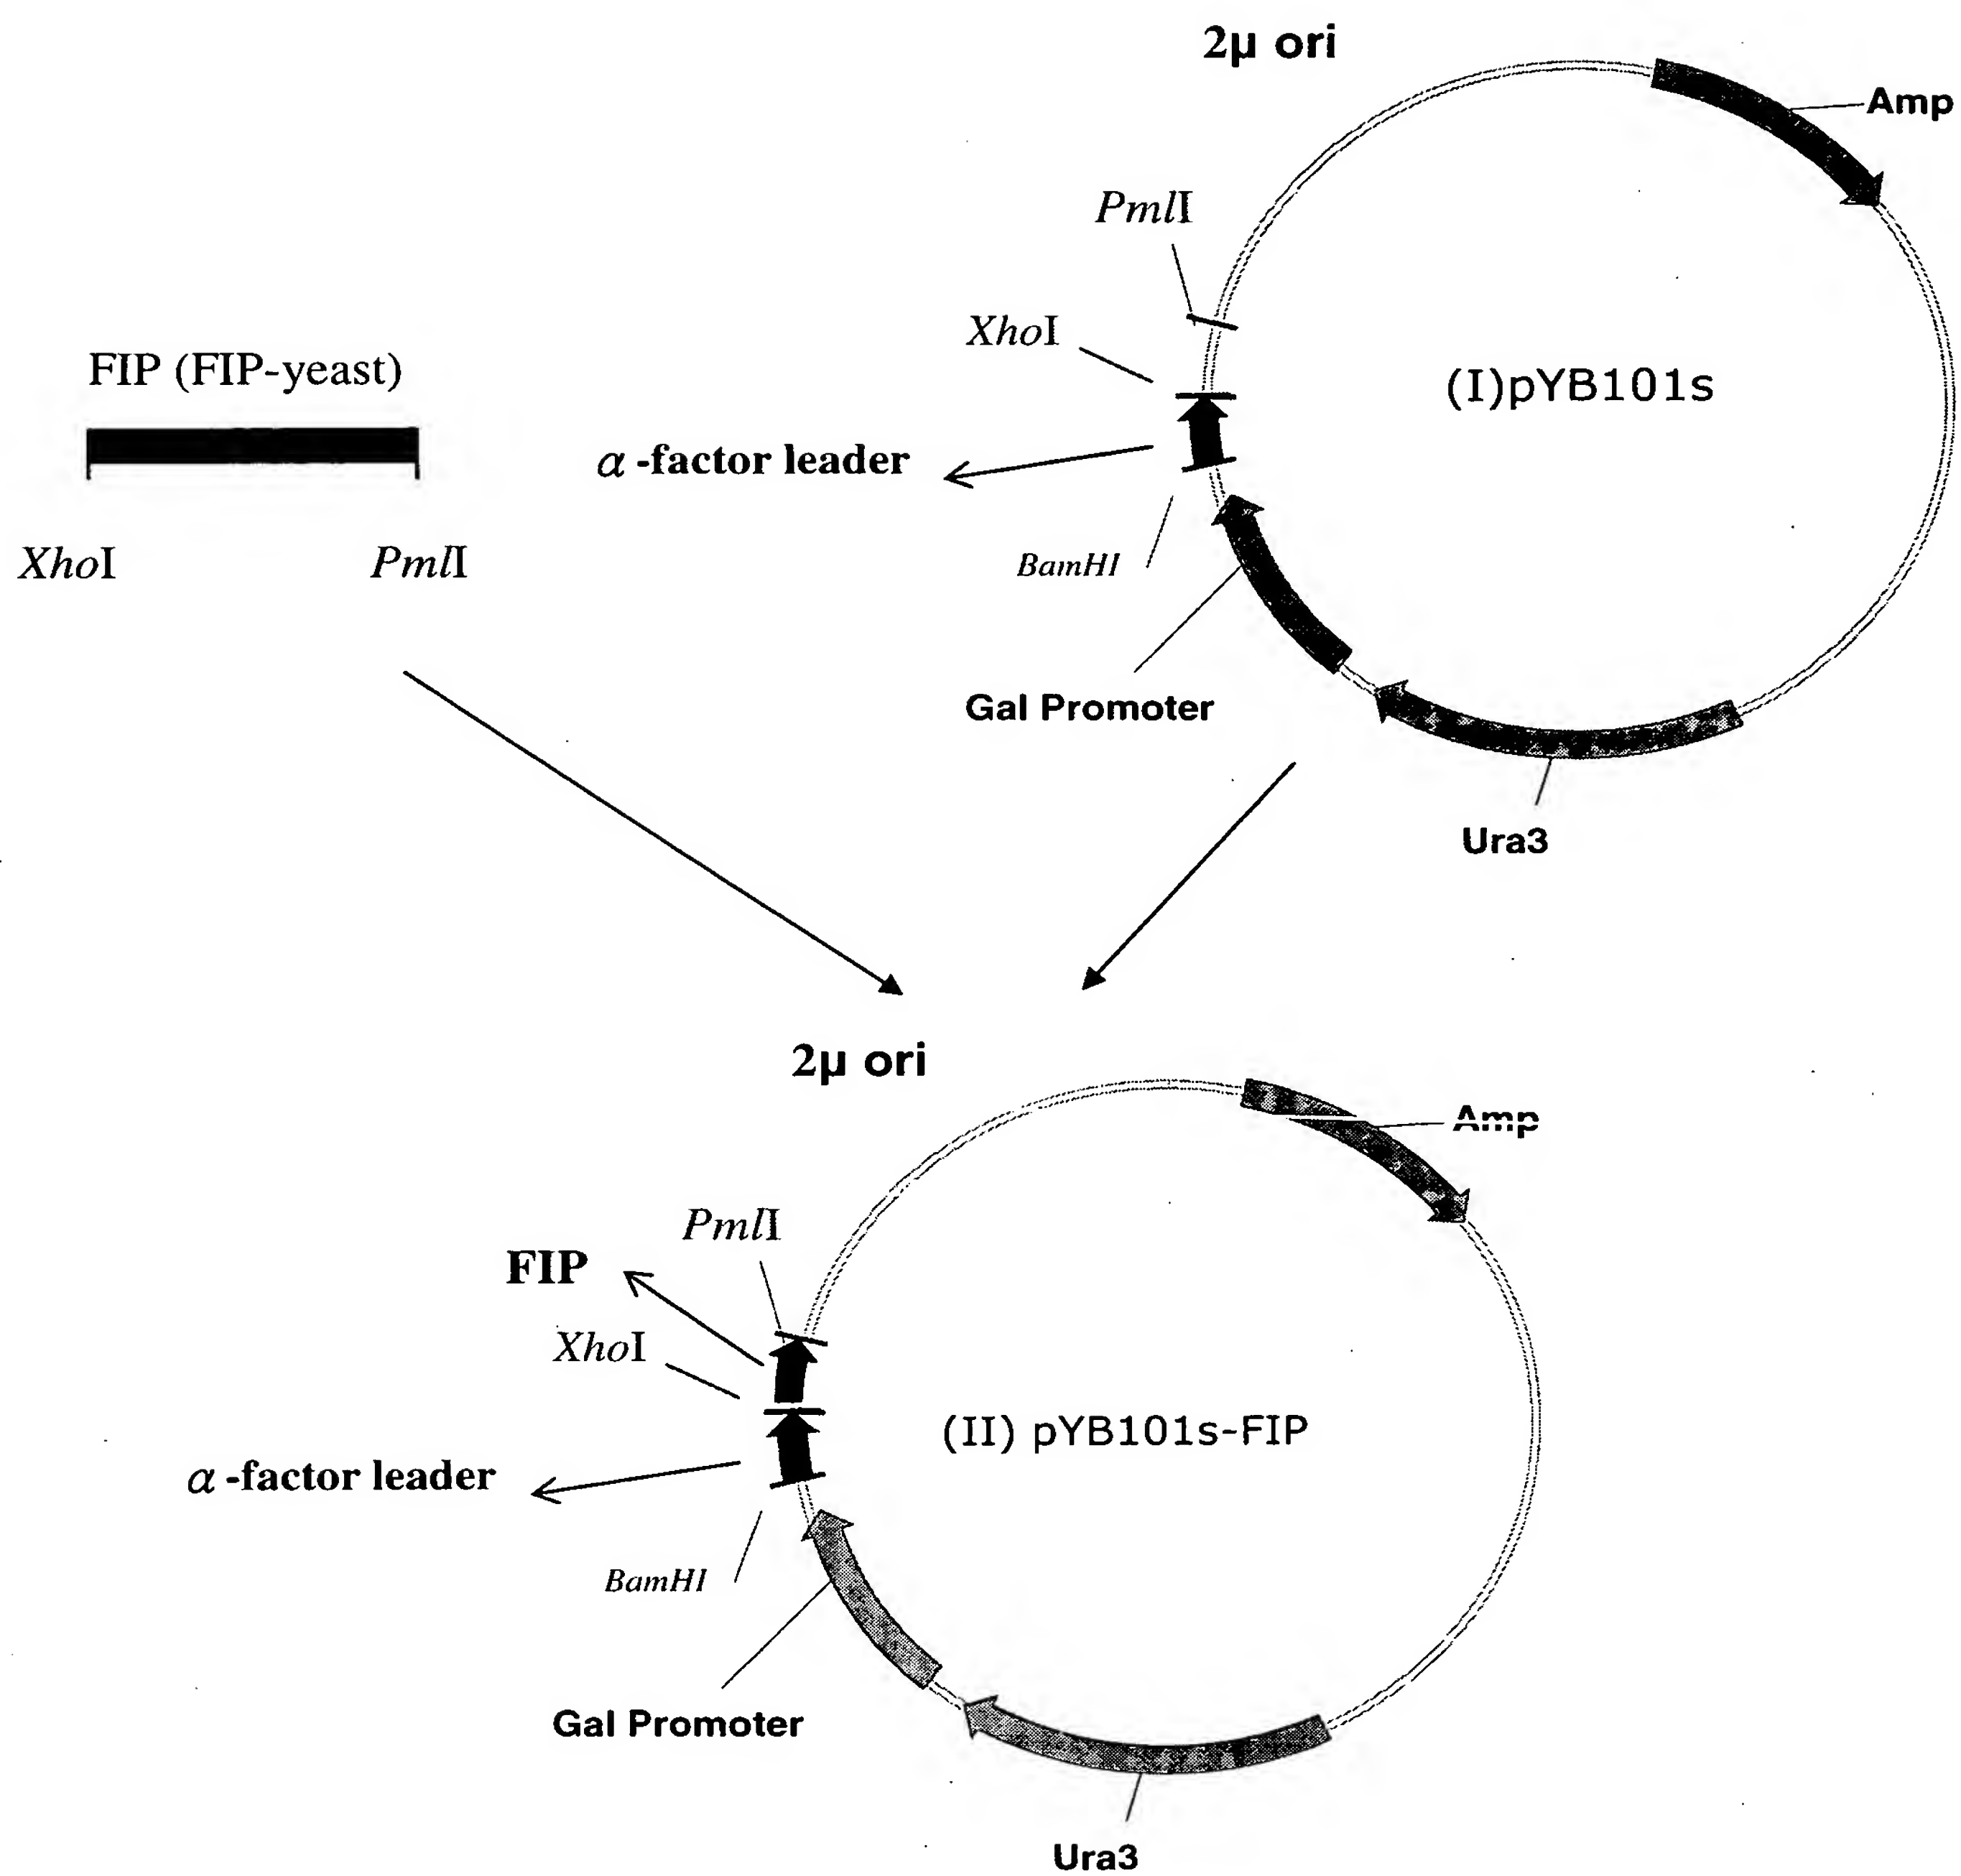 2μ ori
Amp
PmlI
XhoI
(I)pYB101s
FIP (FIP-yeast)
α-factor leader
XhoI
PmlI
BamHI
Gal Promoter
Ura3
2μ ori
Amp
PmlI
FIP
XhoI
(II) pYB101s-FIP
α-factor leader
BamHI
Gal Promoter
Ura3